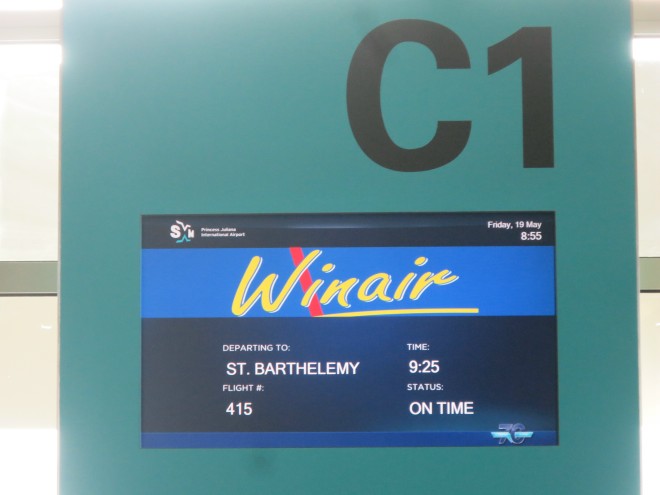 C1
SXM
Princess Juliana
International Airport
Friday, 19 May
8:55
Winair
DEPARTING TO:
TIME:
ST. BARTHELEMY
9:25
FLIGHT #:
STATUS:
415
ON TIME